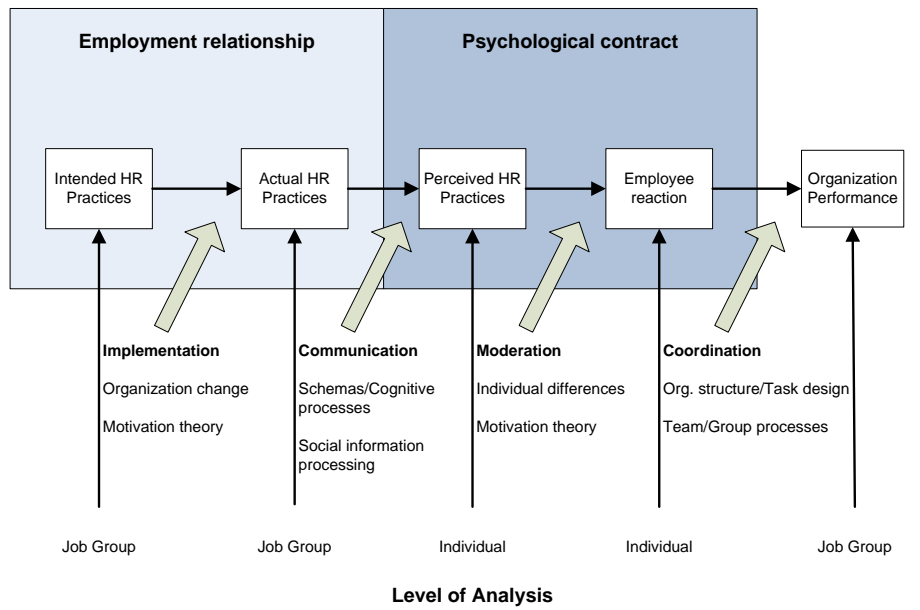 Employment relationship
Psychological contract
Intended HR
Practices
Actual HR
Practices
Perceived HR
Practices
Employee
reaction
Organization
Performance
Implementation
Organization change
Motivation theory
Communication
Schemas/Cognitive
processes
Social information
processing
Moderation
Individual differences
Motivation theory
Coordination
Org. structure/Task design
Team/Group processes
Job Group
Job Group
Individual
Individual
Job Group
Level of Analysis